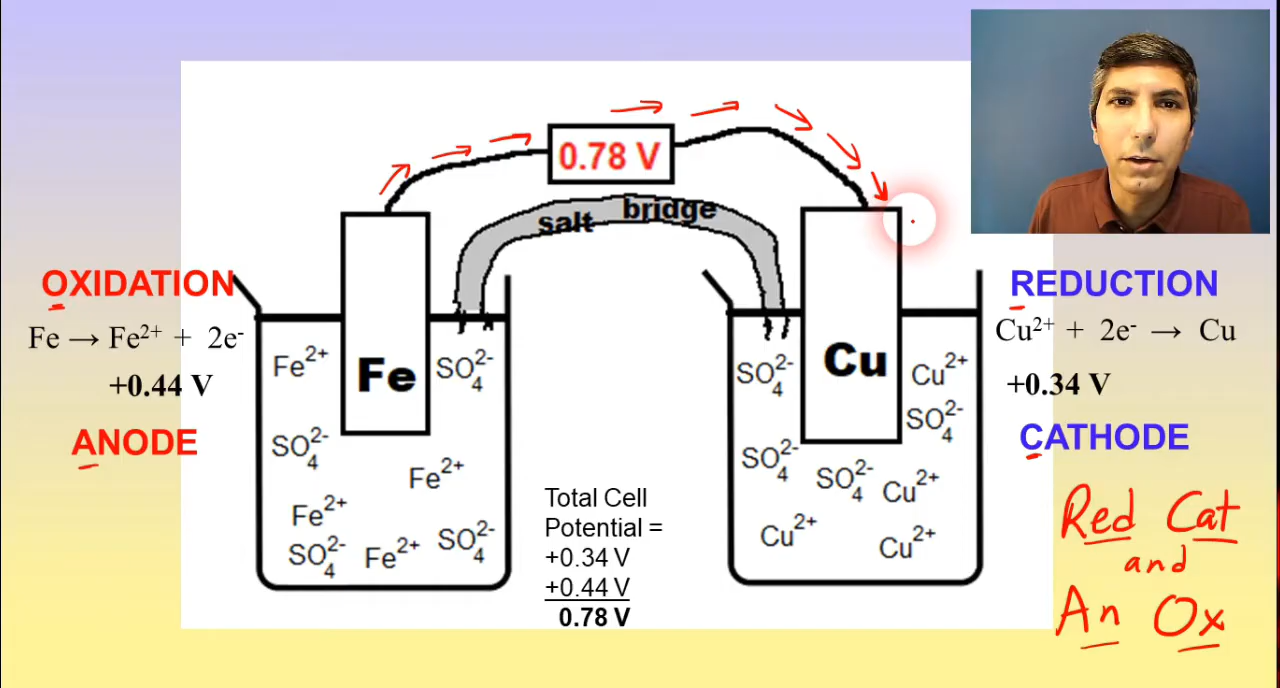 0.78 V
salt bridge
OXIDATION
Fe → Fe²⁺ + 2e⁻
+0.44 V
ANODE
Fe
Fe²⁺
SO₄²⁻
SO₄²⁻
Fe²⁺
Fe²⁺
SO₄²⁻
Fe²⁺
SO₄²⁻
Total Cell
Potential =
+0.34 V
+0.44 V
0.78 V
Cu
SO₄²⁻
Cu²⁺
SO₄²⁻
SO₄²⁻
SO₄²⁻
Cu²⁺
Cu²⁺
Cu²⁺
REDUCTION
Cu²⁺ + 2e⁻ → Cu
+0.34 V
CATHODE
Red Cat
and
An Ox